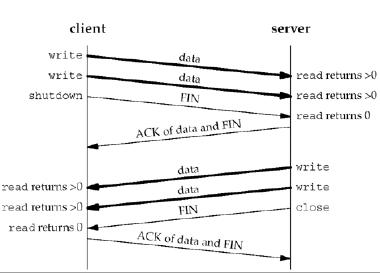 client server
write data
read returns >0
write data
read returns >0
shutdown FIN
read returns 0
ACK of data and FIN
data write
read returns >0
data write
read returns >0
FIN close
read returns 0
ACK of data and FIN